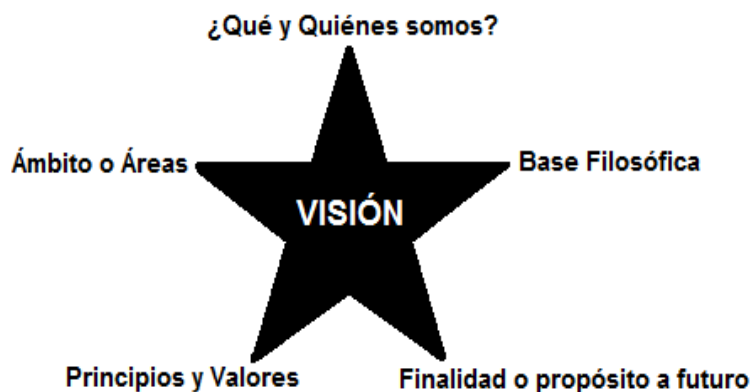 ¿Qué y Quiénes somos?
Ámbito o Áreas
Base Filosófica
VISIÓN
Principios y Valores
Finalidad o propósito a futuro